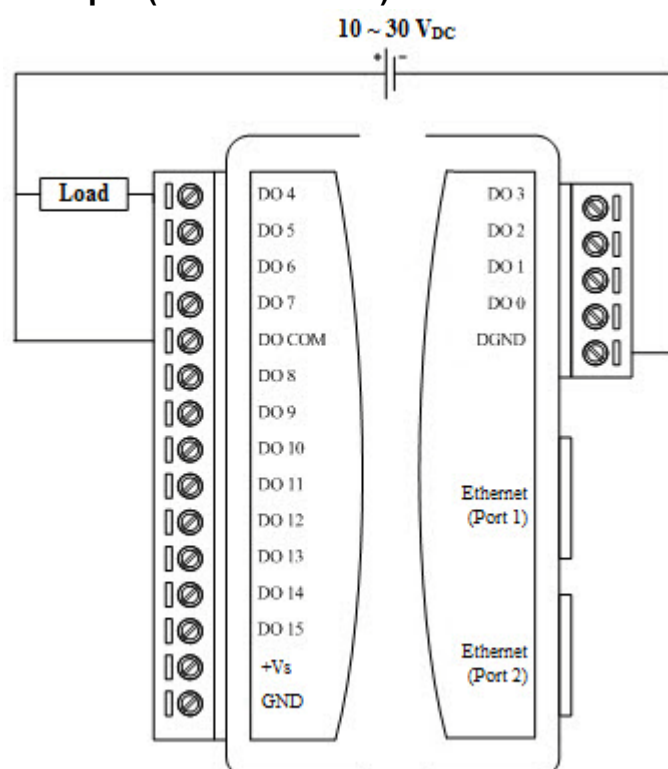 10 ~ 30 VDC
+ -
Load
DO 4
DO 5
DO 6
DO 7
DO COM
DO 8
DO 9
DO 10
DO 11
DO 12
DO 13
DO 14
DO 15
+Vs
GND
DO 3
DO 2
DO 1
DO 0
DGND
Ethernet
(Port 1)
Ethernet
(Port 2)